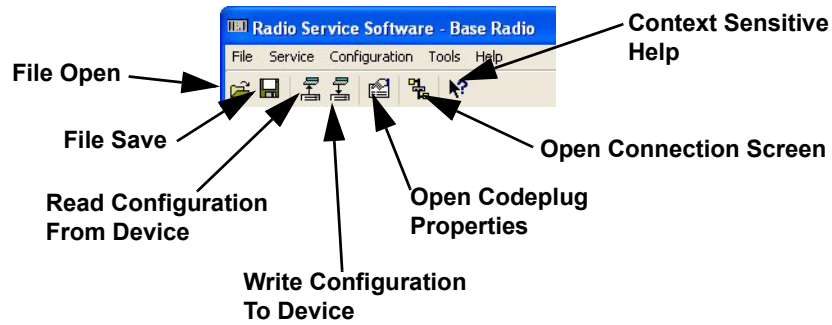 Radio Service Software - Base Radio
File Service Configuration Tools Help
Context Sensitive
Help
File Open
File Save
Open Connection Screen
Read Configuration
From Device
Open Codeplug
Properties
Write Configuration
To Device